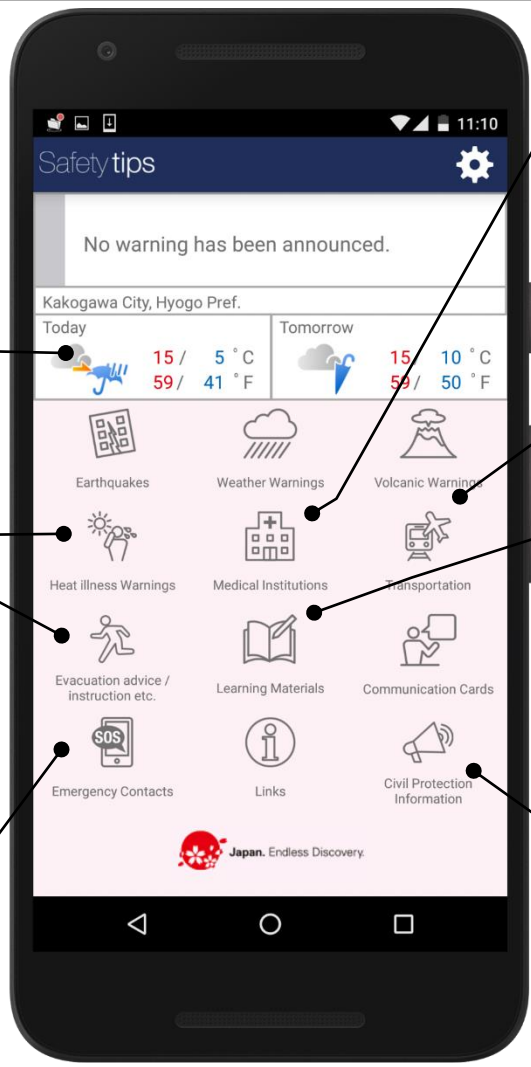 11:10
Safety tips
No warning has been announced.
Kakogawa City, Hyogo Pref.
Today
15 / 5 °C
59 / 41 °F
Tomorrow
15 / 10 °C
59 / 50 °F
Earthquakes
Weather Warnings
Volcanic Warnings
Heat illness Warnings
Medical Institutions
Transportation
Evacuation advice /
instruction etc.
Learning Materials
Communication Cards
SOS
Emergency Contacts
Links
Civil Protection
Information
Japan. Endless Discovery.